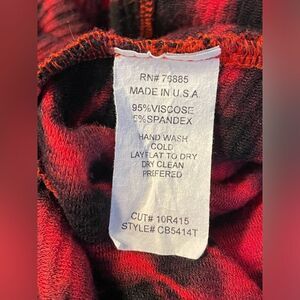 RN# 76885
MADE IN U.S.A
95%VISCOSE
5%SPANDEX
HAND WASH
COLD
LAY FLAT TO DRY
DRY CLEAN
PREFERED
CUT# 10R415
STYLE# CB5414T